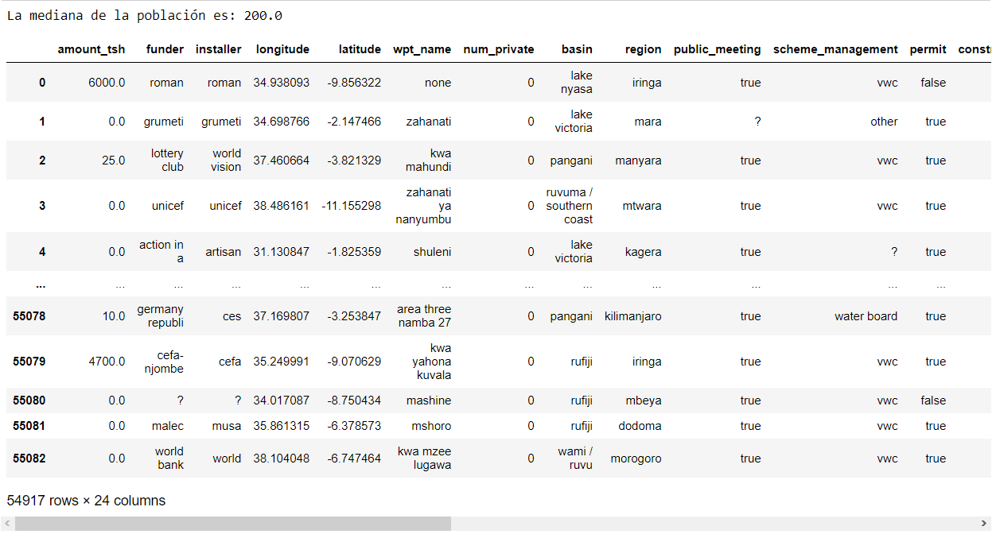 La mediana de la población es: 200.0
amount_tsh funder installer longitude latitude wpt_name num_private basin region public_meeting scheme_management permit constr
0 6000.0 roman roman 34.938093 -9.856322 none 0 lake nyasa iringa true vwc false
1 0.0 grumeti grumeti 34.698766 -2.147466 zahanati 0 lake victoria mara ? other true
2 25.0 lottery club world vision 37.460664 -3.821329 kwa mahundi 0 pangani manyara true vwc true
3 0.0 unicef unicef 38.486161 -11.155298 zahanati ya nanyumbu 0 ruvuma / southern coast mtwara true vwc true
4 0.0 action in a artisan 31.130847 -1.825359 shuleni 0 lake victoria kagera true ? true
... ... ... ... ... ... ... ... ... ... ... ... ...
55078 10.0 germany republi ces 37.169807 -3.253847 area three namba 27 0 pangani kilimanjaro true water board true
55079 4700.0 cefa-njombe cefa 35.249991 -9.070629 kwa yahona kuvala 0 rufiji iringa true vwc true
55080 0.0 ? ? 34.017087 -8.750434 mashine 0 rufiji mbeya true vwc false
55081 0.0 malec musa 35.861315 -6.378573 mshoro 0 rufiji dodoma true vwc true
55082 0.0 world bank world 38.104048 -6.747464 kwa mzee lugawa 0 wami / ruvu morogoro true vwc true
54917 rows × 24 columns